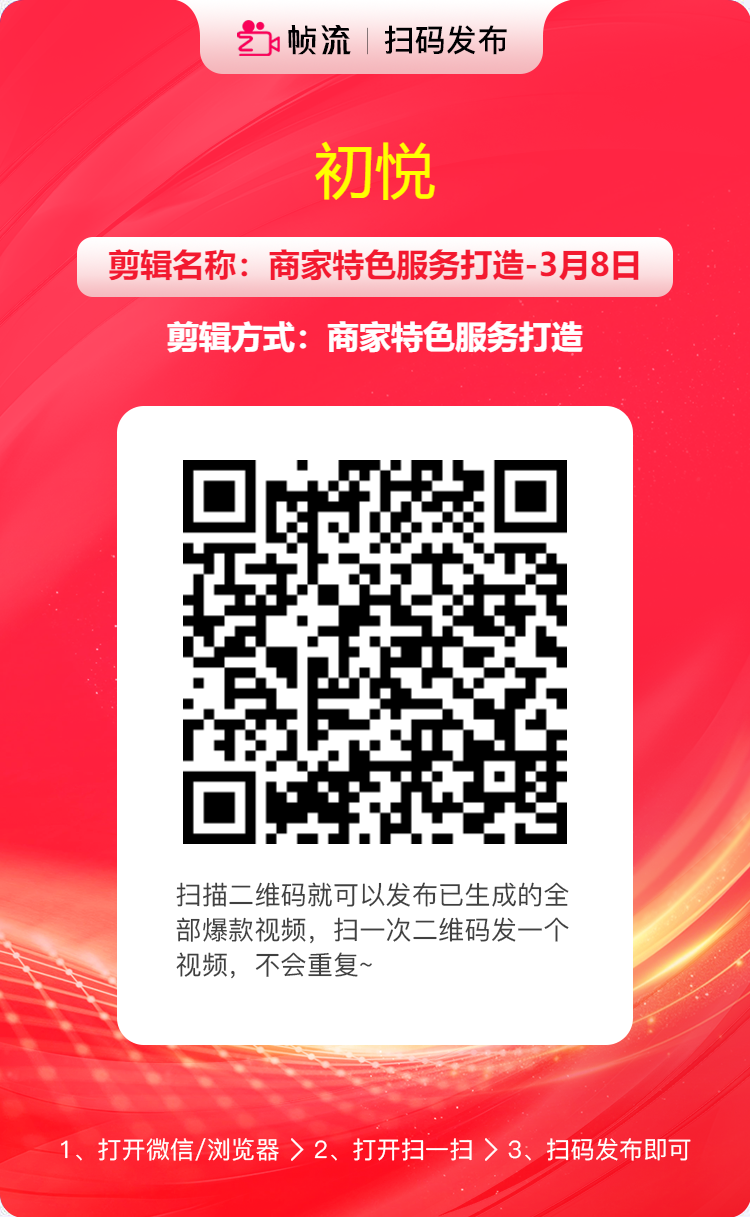 帧流 | 扫码发布
初悦
剪辑名称：商家特色服务打造-3月8日
剪辑方式：商家特色服务打造
扫描二维码就可以发布已生成的全
部爆款视频，扫一次二维码发一个
视频，不会重复~
1、打开微信/浏览器 > 2、打开扫一扫 > 3、扫码发布即可